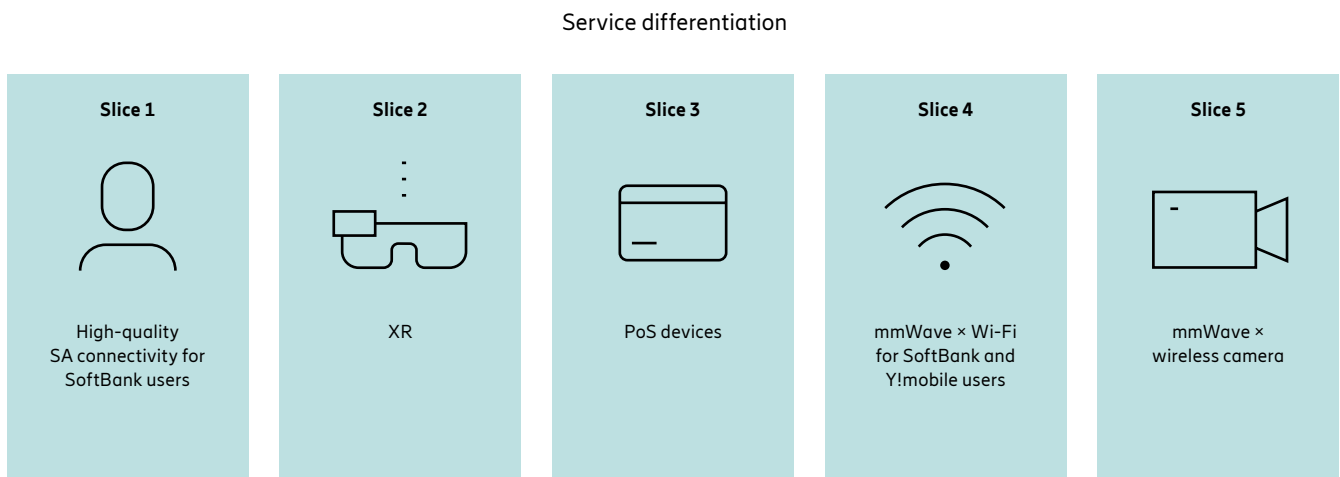 Service differentiation
Slice 1
High-quality
SA connectivity for
SoftBank users
Slice 2
XR
Slice 3
PoS devices
Slice 4
mmWave × Wi-Fi
for SoftBank and
Y!mobile users
Slice 5
mmWave ×
wireless camera